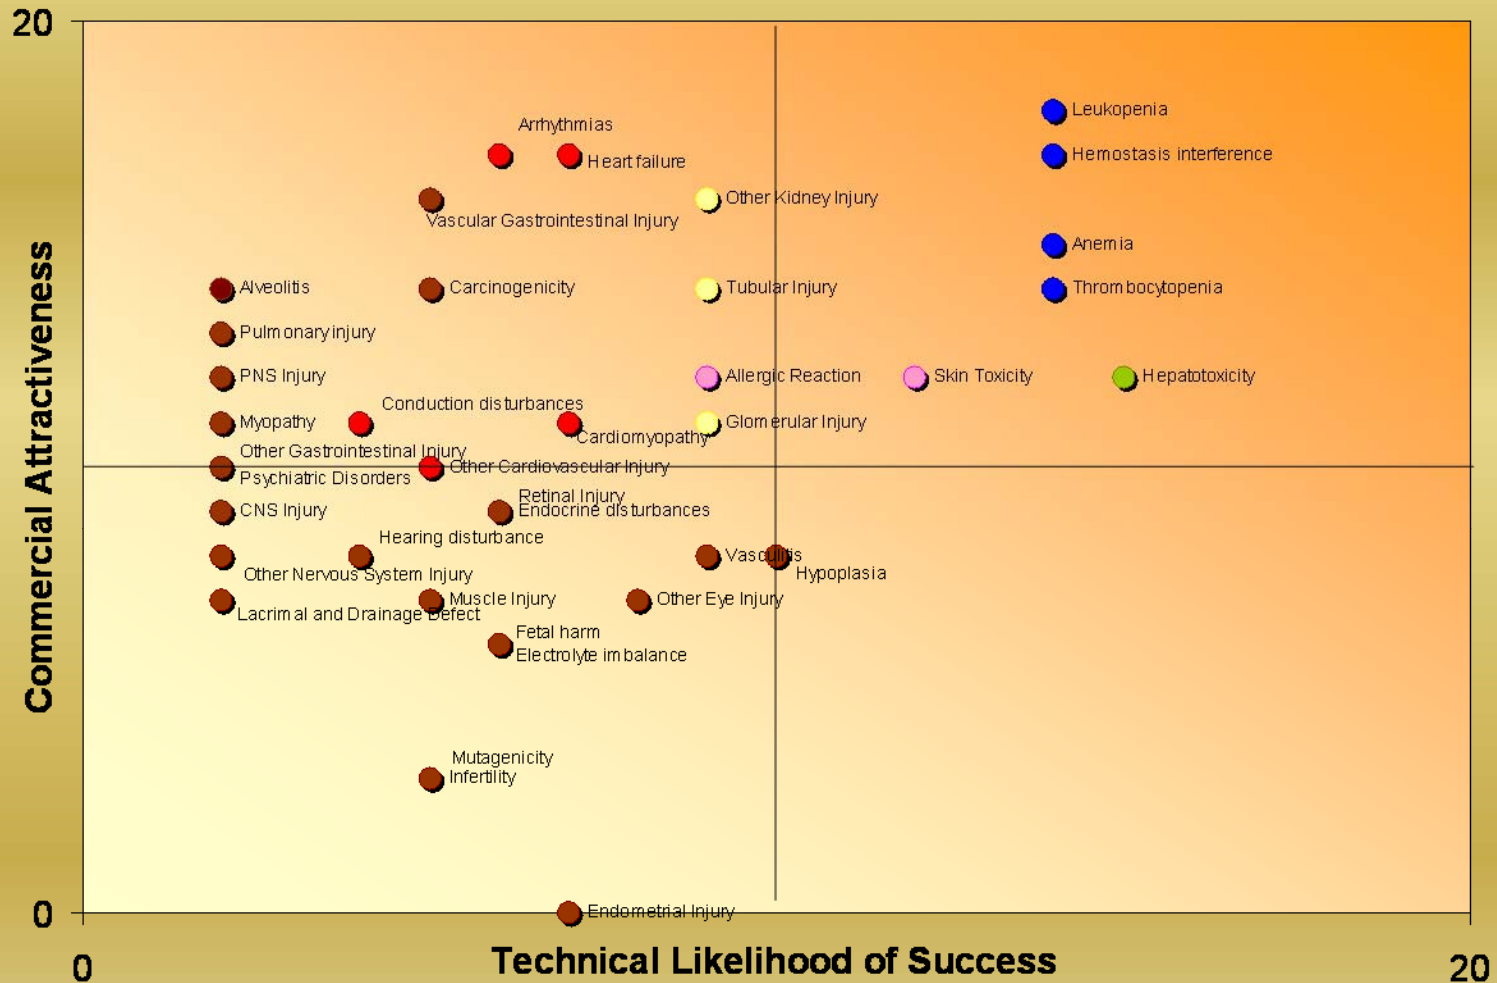 20
Leukopenia
Arrhythmias
Heart failure
Hemostasis interference
Other Kidney Injury
Vascular Gastrointestinal Injury
Anemia
Alveolitis
Carcinogenicity
Tubular Injury
Thrombocytopenia
Pulmonary injury
PNS Injury
Allergic Reaction
Skin Toxicity
Hepatotoxicity
Conduction disturbances
Myopathy
Cardiomyopathy
Glomerular Injury
Other Gastrointestinal Injury
Other Cardiovascular Injury
Psychiatric Disorders
Retinal Injury
CNS Injury
Endocrine disturbances
Hearing disturbance
Vasculitis
Hypoplasia
Other Nervous System Injury
Muscle Injury
Other Eye Injury
Lacrimal and Drainage Defect
Fetal harm
Electrolyte imbalance
Mutagenicity
Infertility
Endometrial Injury
Commercial Attractiveness
0
0
Technical Likelihood of Success
20